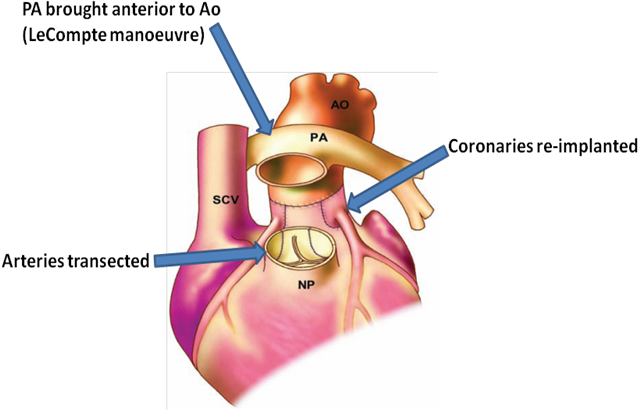 PA brought anterior to Ao
(LeCompte manoeuvre)
AO
PA
Coronaries re-implanted
SCV
Arteries transected
NP